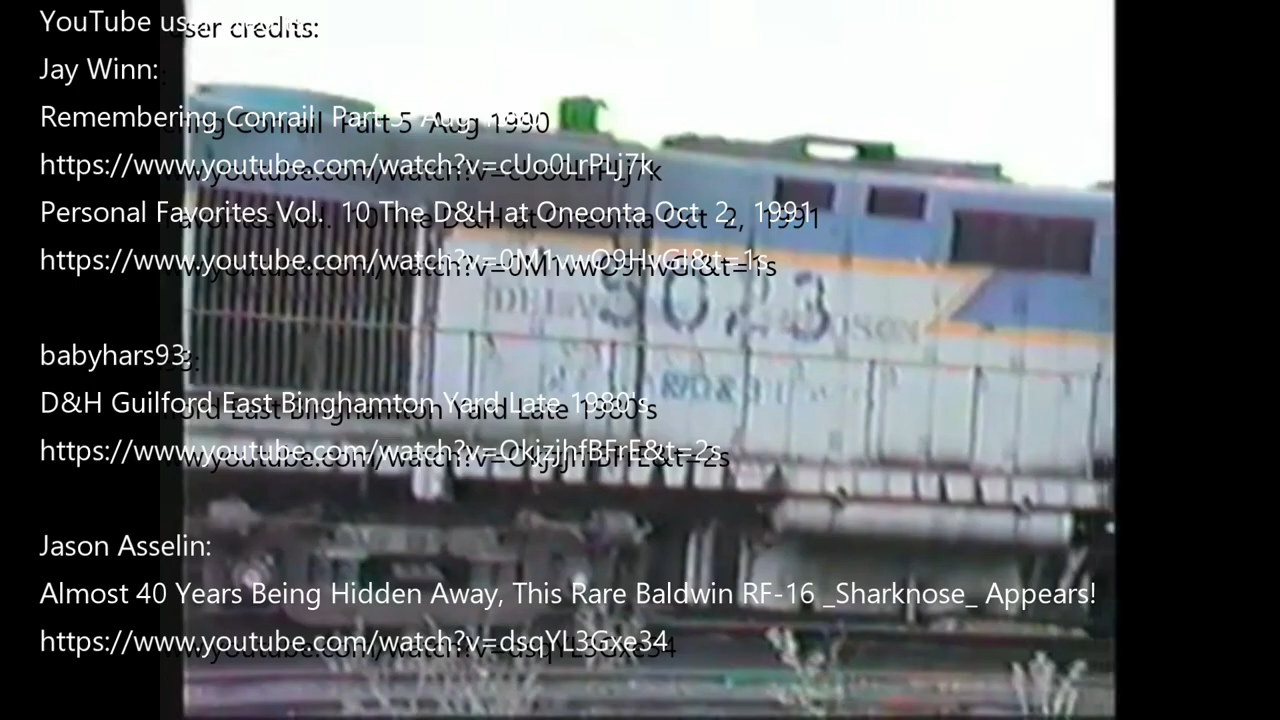 YouTube user credits:
Jay Winn:
Remembering Conrail Part 5 Aug 1990
https://www.youtube.com/watch?v=cUo0LrPLj7k
Personal Favorites Vol. 10 The D&H at Oneonta Oct 2, 1991
https://www.youtube.com/watch?v=0M1vwO9HvGI&t=1s
babyhars93:
D&H Guilford East Binghamton Yard Late 1980's
https://www.youtube.com/watch?v=OkjzjhfBFrE&t=2s
Jason Asselin:
Almost 40 Years Being Hidden Away, This Rare Baldwin RF-16 _Sharknose_ Appears!
https://www.youtube.com/watch?v=dsqYL3Gxe34
5023